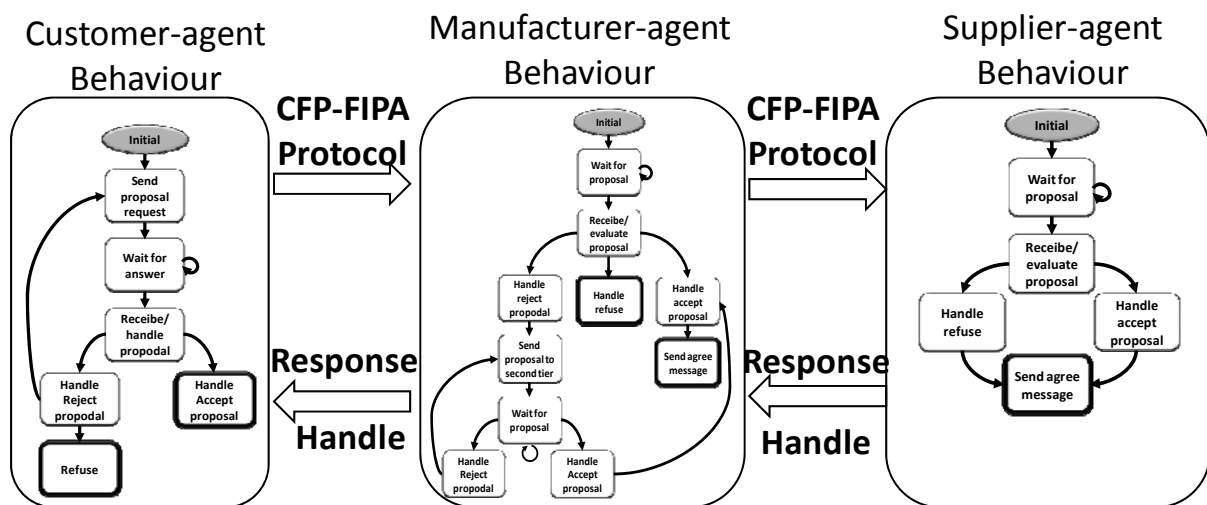 Customer-agent
Behaviour
Initial
Send
proposal
request
Wait for
answer
Receibe/
handle
propodal
Handle
Reject
propodal
Handle
Accept
proposal
Refuse
CFP-FIPA
Protocol
Response
Handle
Manufacturer-agent
Behaviour
Initial
Wait for
proposal
Receibe/
evaluate
proposal
Handle
reject
propodal
Handle
refuse
Handle
accept
proposal
Send proposal to
second tier
Send agree
message
Wait for
proposal
Handle
Reject
propodal
Handle
Accept
proposal
CFP-FIPA
Protocol
Response
Handle
Supplier-agent
Behaviour
Initial
Wait for
proposal
Receibe/
evaluate
proposal
Handle
refuse
Handle
accept
proposal
Send agree
message